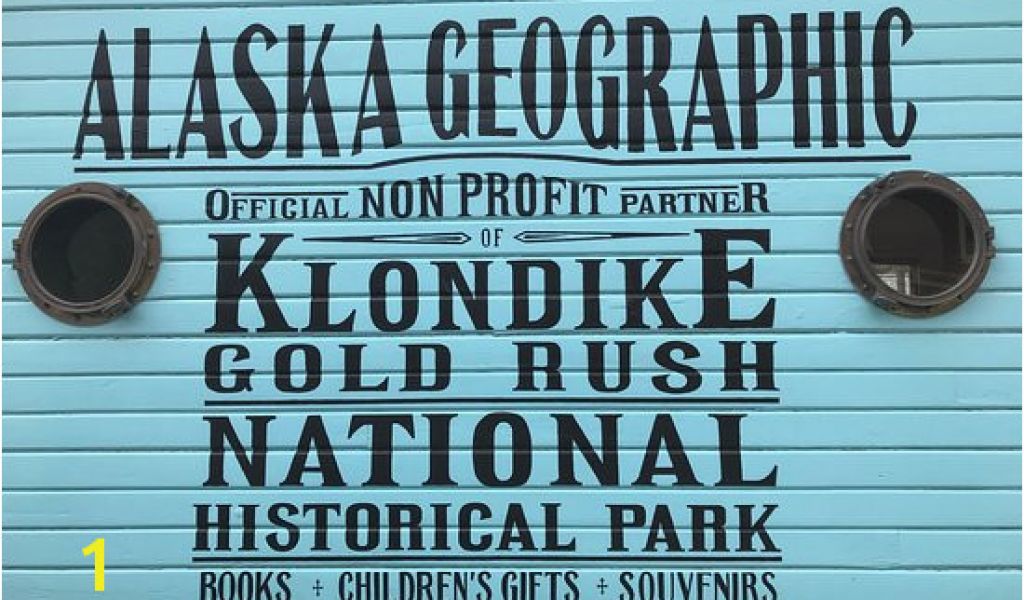 ALASKA GEOGRAPHIC
OFFICIAL NON PROFIT PARTNER
OF
KLONDIKE
GOLD RUSH
NATIONAL
HISTORICAL PARK
BOOKS + CHILDREN'S GIFTS + SOUVENIRS
1